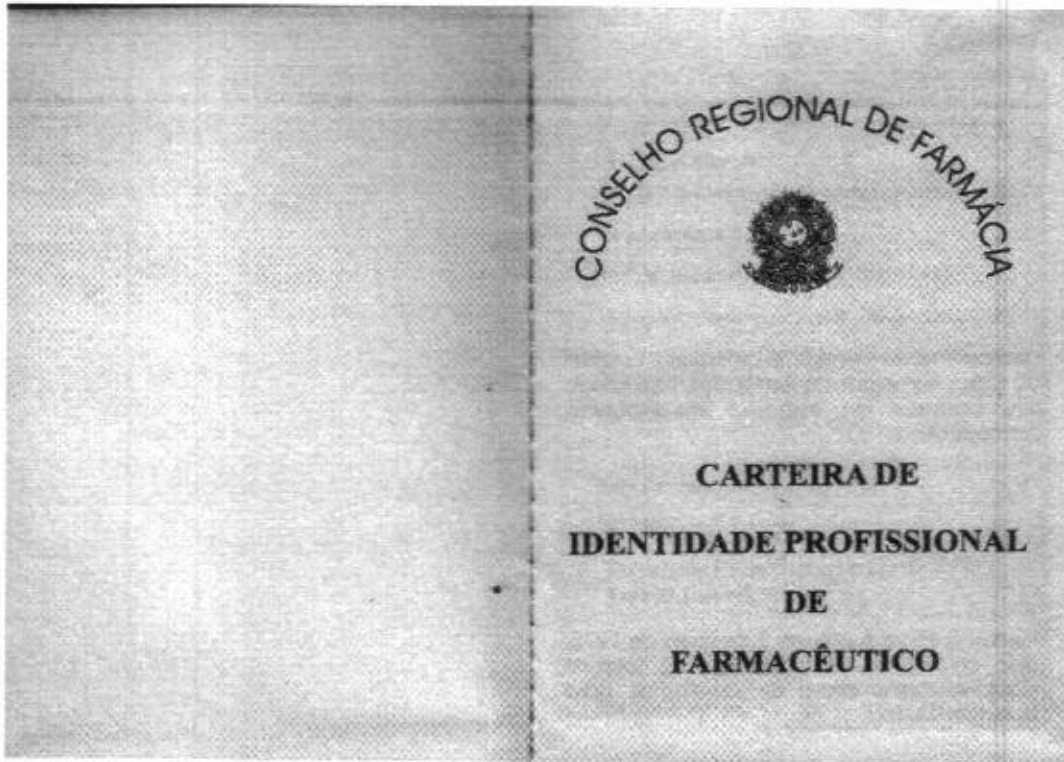 CONSELHO REGIONAL DE FARMÁCIA
CARTEIRA DE
IDENTIDADE PROFISSIONAL
DE
FARMACÊUTICO